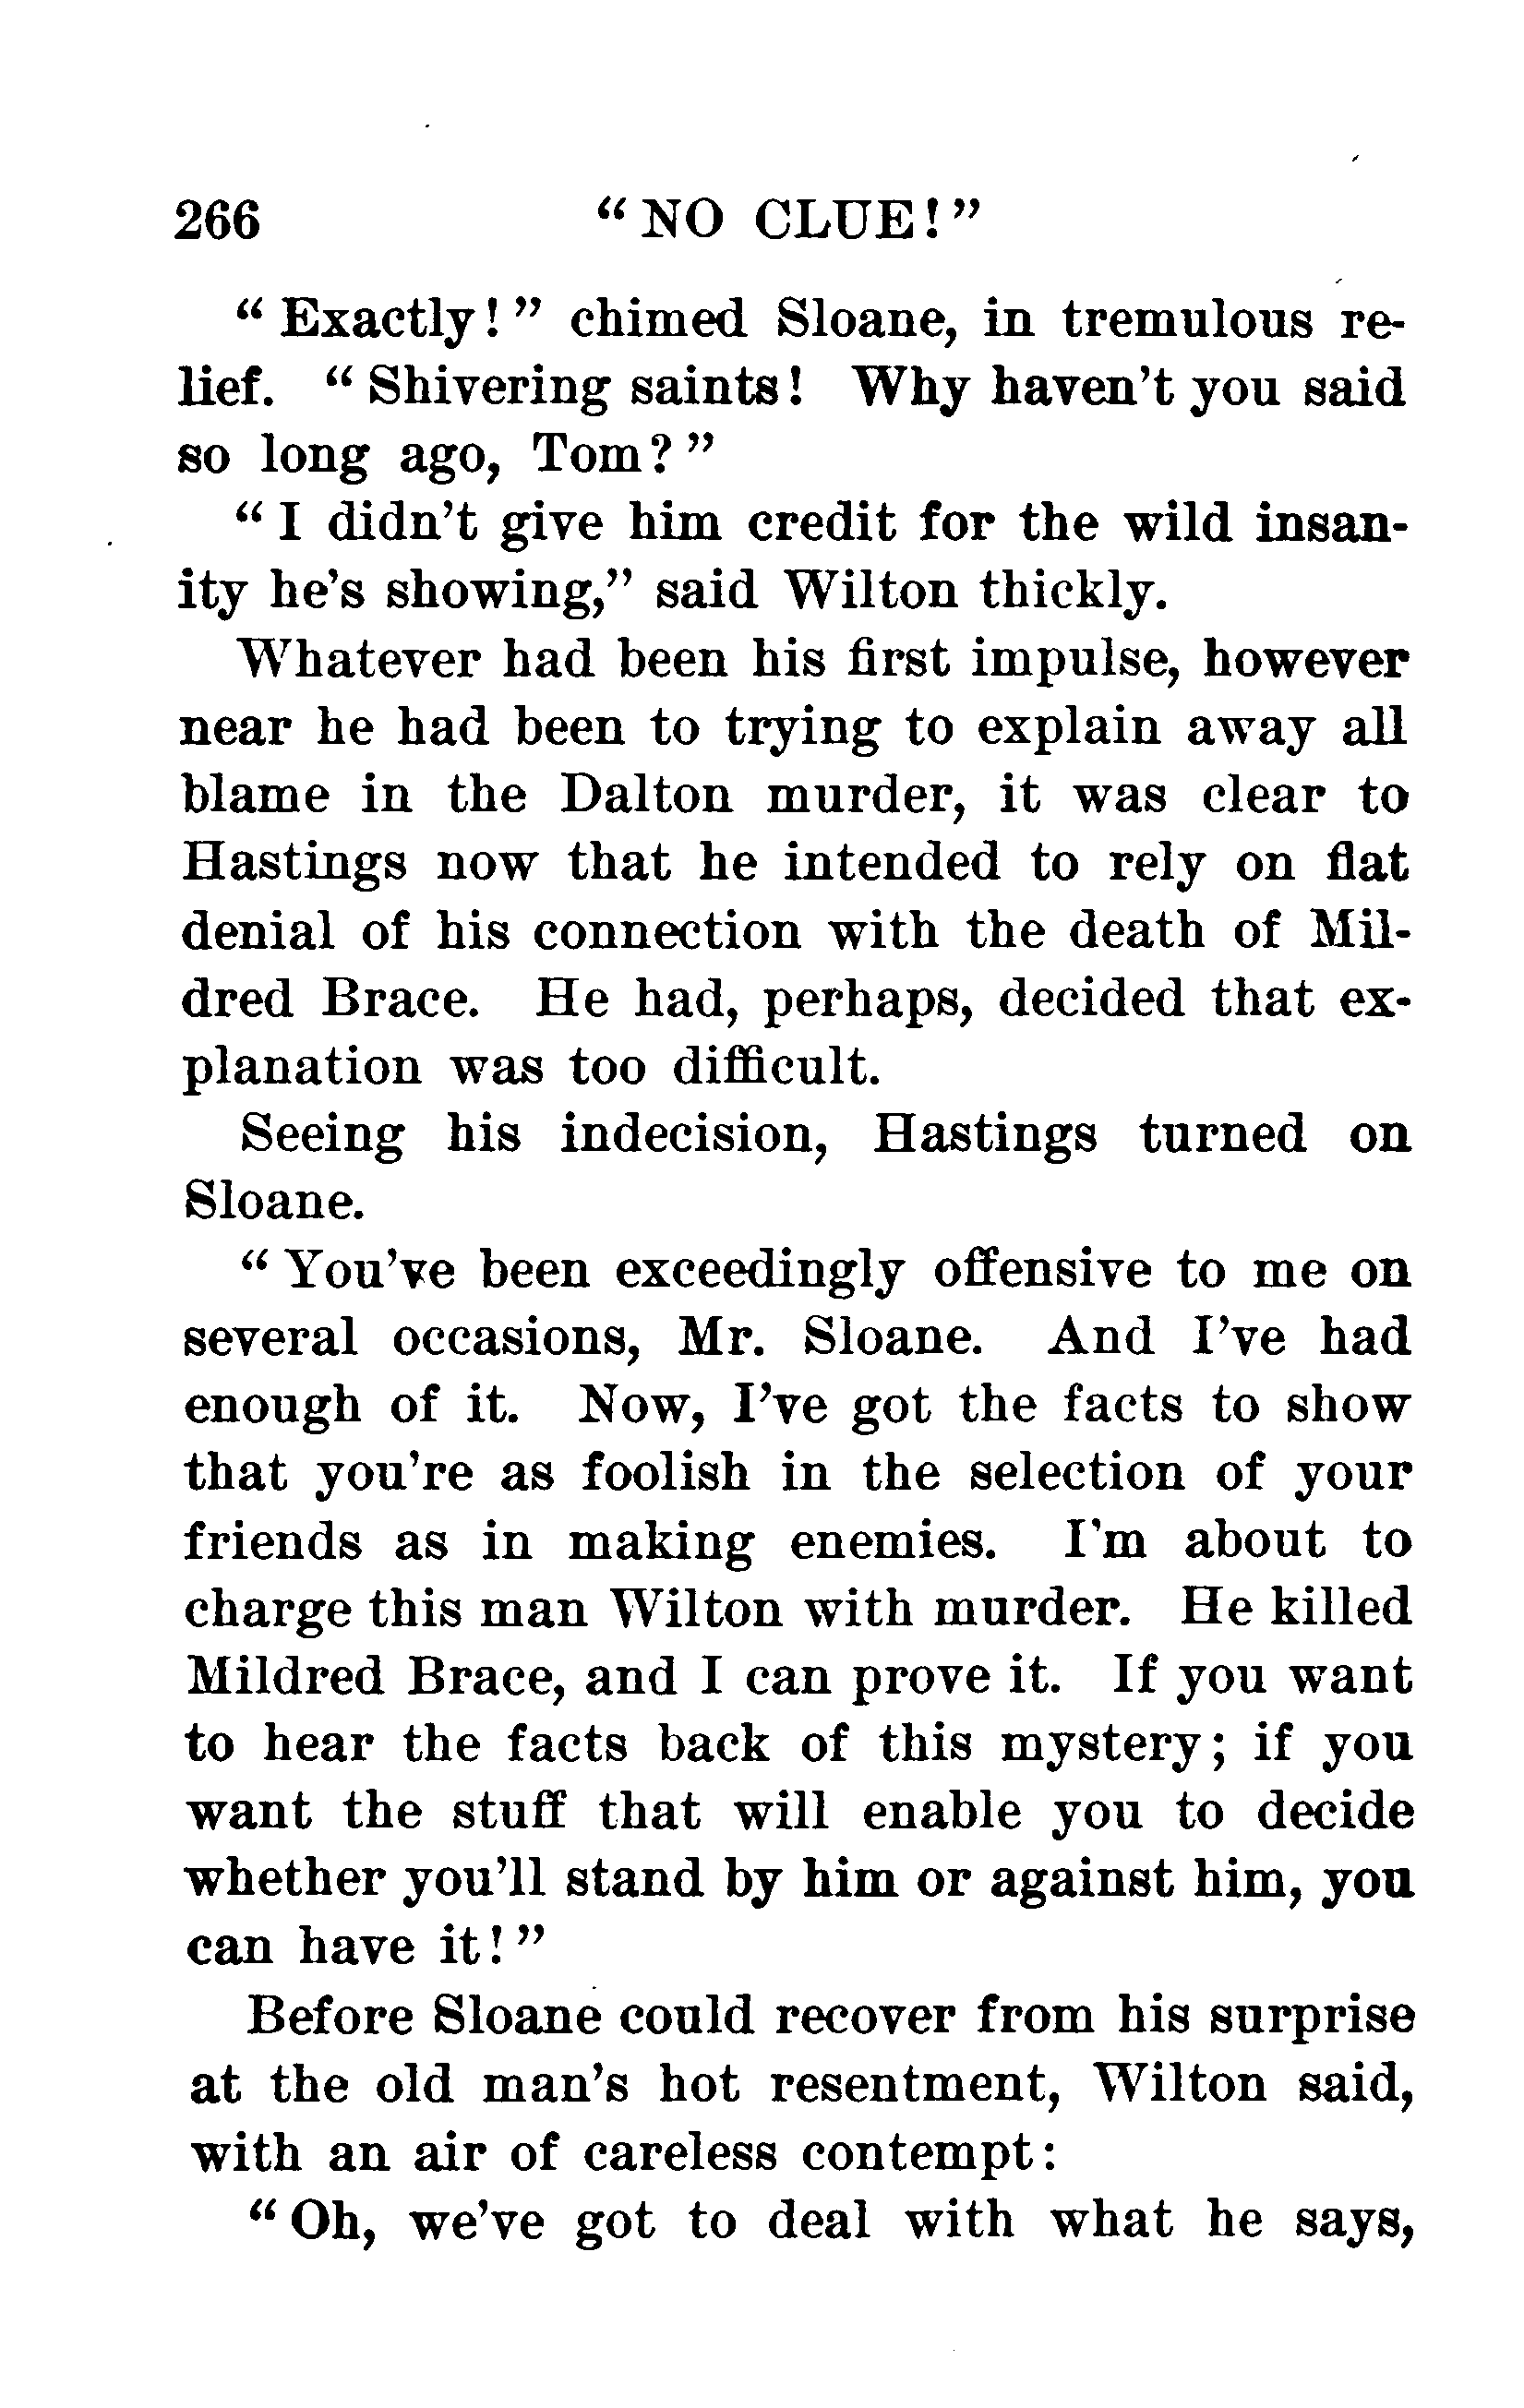 266 "NO CLUE!"
"Exactly!" chimed Sloane, in tremulous re-
lief. "Shivering saints! Why haven't you said
so long ago, Tom?"
"I didn't give him credit for the wild insan-
ity he's showing," said Wilton thickly.
Whatever had been his first impulse, however
near he had been to trying to explain away all
blame in the Dalton murder, it was clear to
Hastings now that he intended to rely on flat
denial of his connection with the death of Mil-
dred Brace. He had, perhaps, decided that ex-
planation was too difficult.
Seeing his indecision, Hastings turned on
Sloane.
"You've been exceedingly offensive to me on
several occasions, Mr. Sloane. And I've had
enough of it. Now, I've got the facts to show
that you're as foolish in the selection of your
friends as in making enemies. I'm about to
charge this man Wilton with murder. He killed
Mildred Brace, and I can prove it. If you want
to hear the facts back of this mystery; if you
want the stuff that will enable you to decide
whether you'll stand by him or against him, you
can have it!"
Before Sloane could recover from his surprise
at the old man's hot resentment, Wilton said,
with an air of careless contempt:
"Oh, we've got to deal with what he says,